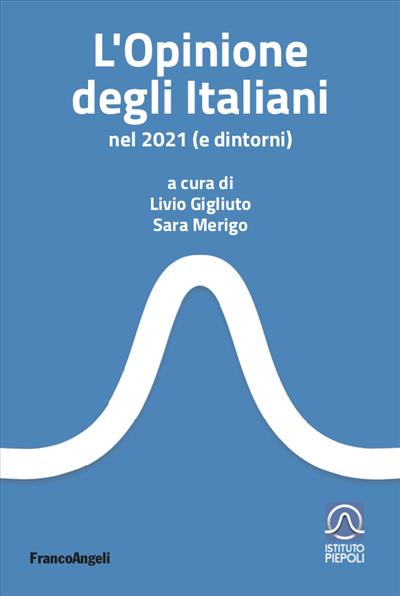 L'Opinione
degli Italiani
nel 2021 (e dintorni)
a cura di
Livio Gigliuto
Sara Merigo
FrancoAngeli
ISTITUTO
PIEPOLI